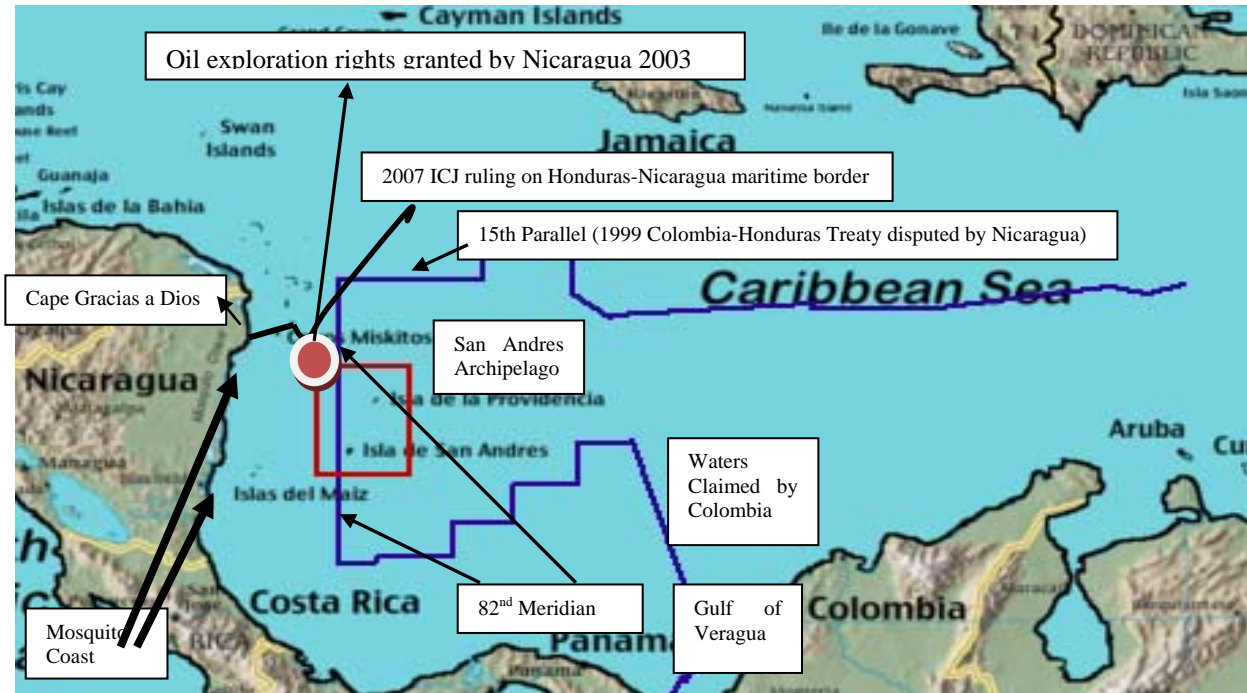 Cayman Islands
Ile de la Gonave
DOMINICAN
REPUBLIC
Oil exploration rights granted by Nicaragua 2003
Isla Saon
Swan
Islands
Jamaica
2007 ICJ ruling on Honduras-Nicaragua maritime border
Guanaja
Islas de la Bahia
15th Parallel (1999 Colombia-Honduras Treaty disputed by Nicaragua)
Caribbean Sea
Cape Gracias a Dios
Miskitos
San Andres
Archipelago
Nicaragua
Isla de la Providencia
Aruba
Isla de San Andres
Managua
Islas del Maiz
Waters
Claimed by
Colombia
Costa Rica
82nd Meridian
Gulf of
Veragua
Colombia
Panama
Mosquito
Coast
Panama